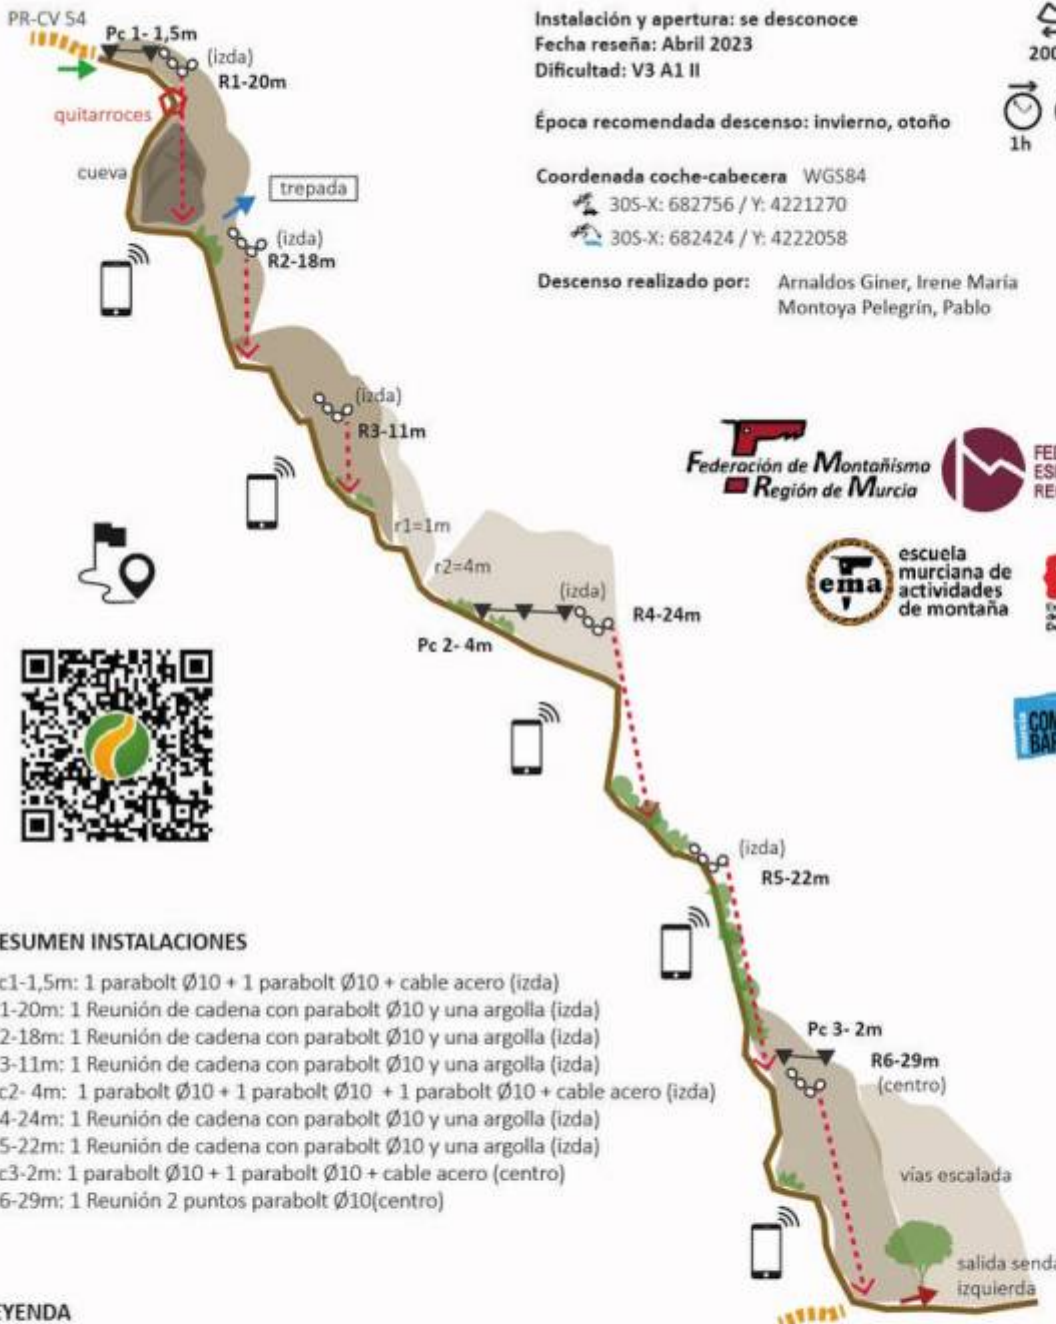 PR-CV 54
Pc 1- 1,5m
(izda)
R1-20m
quitarroces
cueva
trepada
(izda)
R2-18m
(izda)
R3-11m
r1=1m
r2=4m
(izda)
R4-24m
Pc 2- 4m
(izda)
R5-22m
Pc 3- 2m
R6-29m
(centro)
vías escalada
salida senda
izquierda
Instalación y apertura: se desconoce
Fecha reseña: Abril 2023
Dificultad: V3 A1 II
Época recomendada descenso: invierno, otoño
1h
Coordenada coche-cabecera WGS84
30S-X: 682756 / Y: 4221270
30S-X: 682424 / Y: 4222058
Descenso realizado por: Arnaldos Giner, Irene María
Montoya Pelegrín, Pablo
Federación de Montañismo
Región de Murcia
ema
escuela
murciana de
actividades
de montaña
murcia
ESUMEN INSTALACIONES
c1-1,5m: 1 parabolt Ø10 + 1 parabolt Ø10 + cable acero (izda)
1-20m: 1 Reunión de cadena con parabolt Ø10 y una argolla (izda)
2-18m: 1 Reunión de cadena con parabolt Ø10 y una argolla (izda)
3-11m: 1 Reunión de cadena con parabolt Ø10 y una argolla (izda)
c2- 4m: 1 parabolt Ø10 + 1 parabolt Ø10 + 1 parabolt Ø10 + cable acero (izda)
4-24m: 1 Reunión de cadena con parabolt Ø10 y una argolla (izda)
5-22m: 1 Reunión de cadena con parabolt Ø10 y una argolla (izda)
c3-2m: 1 parabolt Ø10 + 1 parabolt Ø10 + cable acero (centro)
6-29m: 1 Reunión 2 puntos parabolt Ø10(centro)
EYENDA